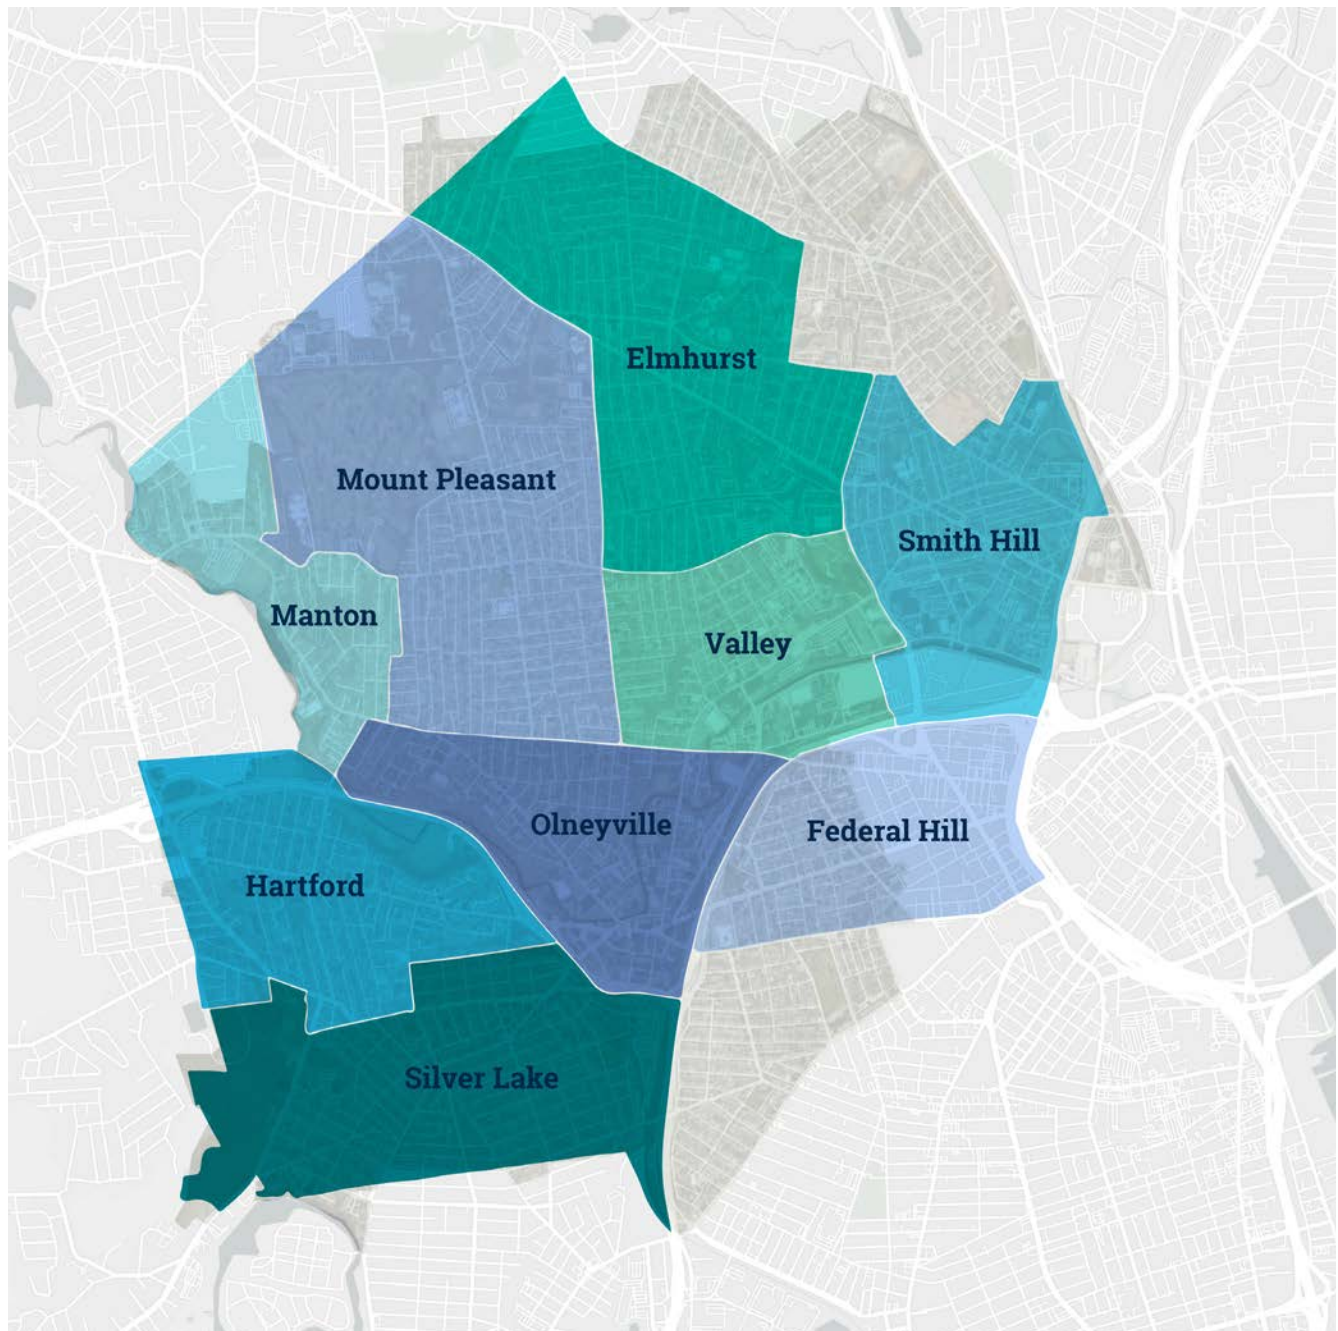 Elmhurst
Mount Pleasant
Smith Hill
Manton
Valley
Olneyville
Federal Hill
Hartford
Silver Lake